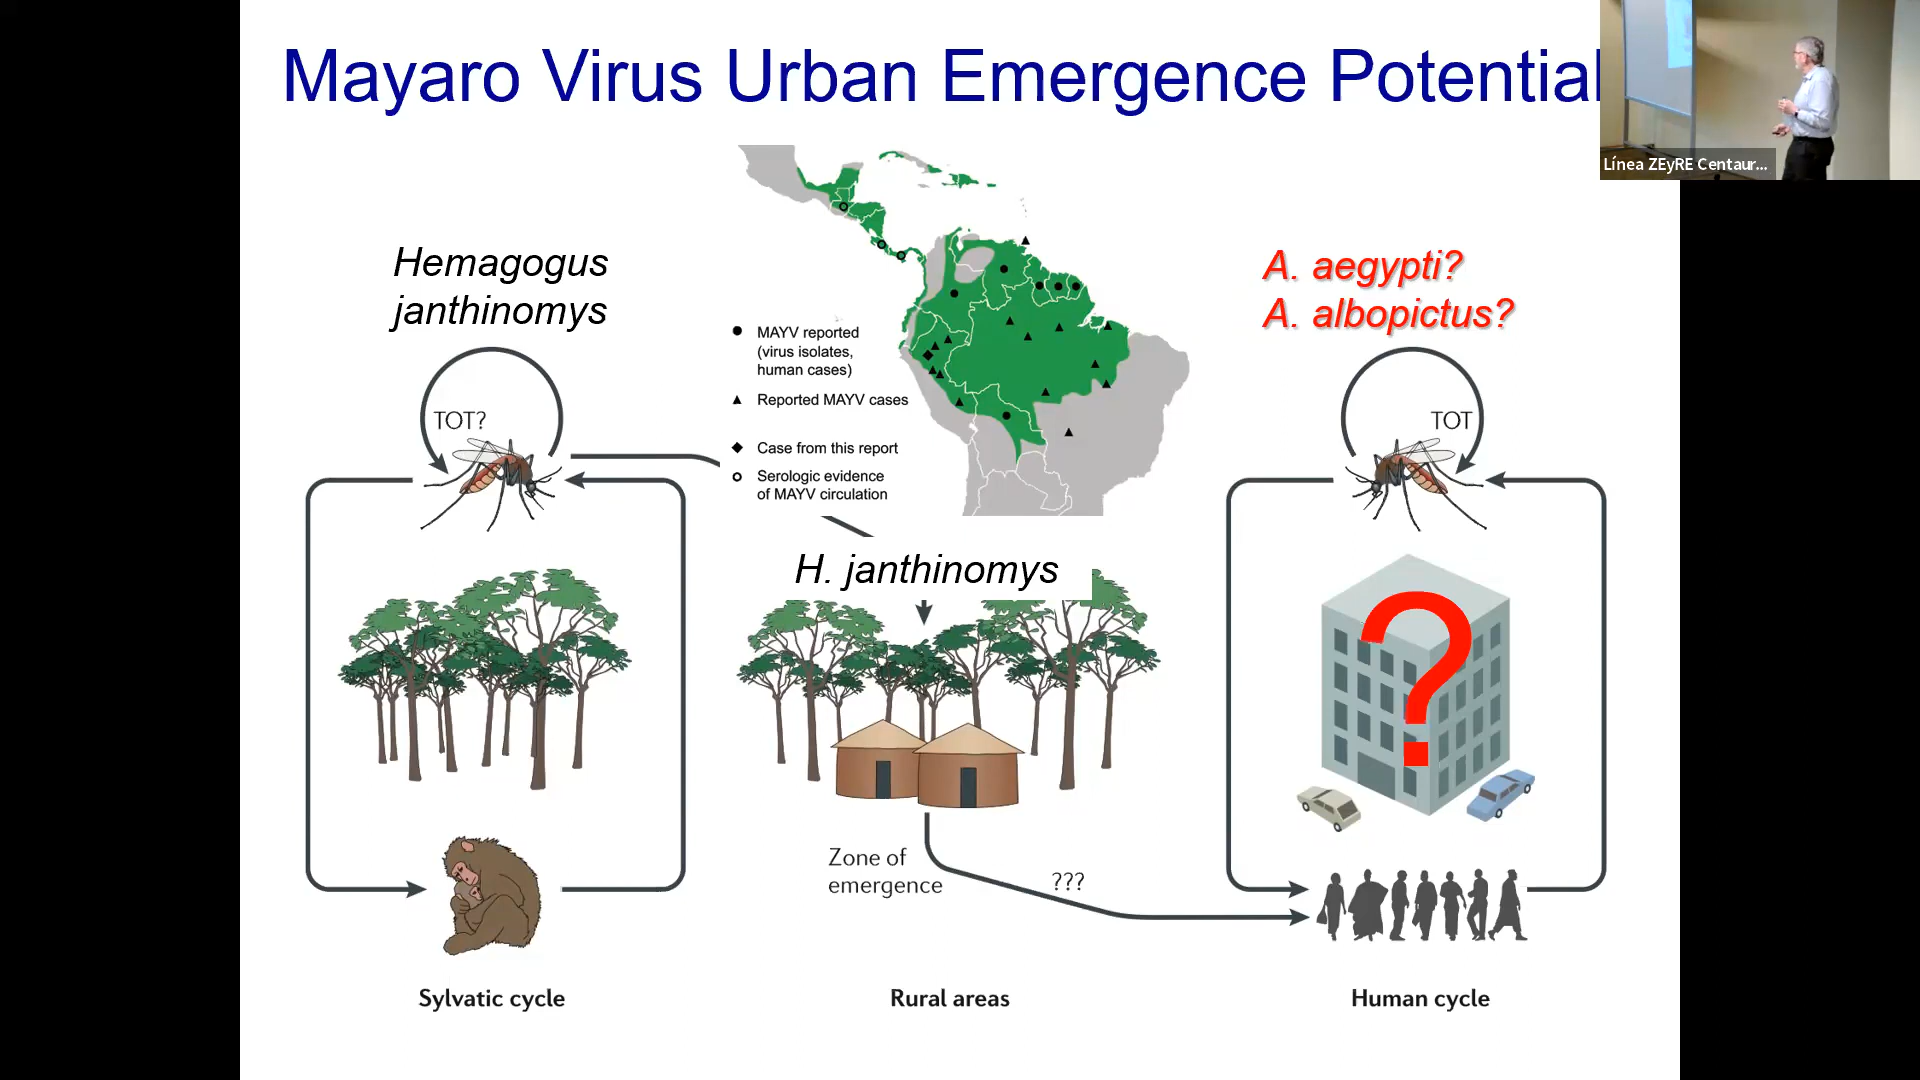 Mayaro Virus Urban Emergence Potential
Línea ZEyRE Centaur...
Hemagogus
janthinomys
A. aegypti?
A. albopictus?
MAYV reported
(virus isolates,
human cases)
Reported MAYV cases
Case from this report
Serologic evidence
of MAYV circulation
TOT?
TOT
H. janthinomys
?
Zone of
emergence
???
Sylvatic cycle
Rural areas
Human cycle